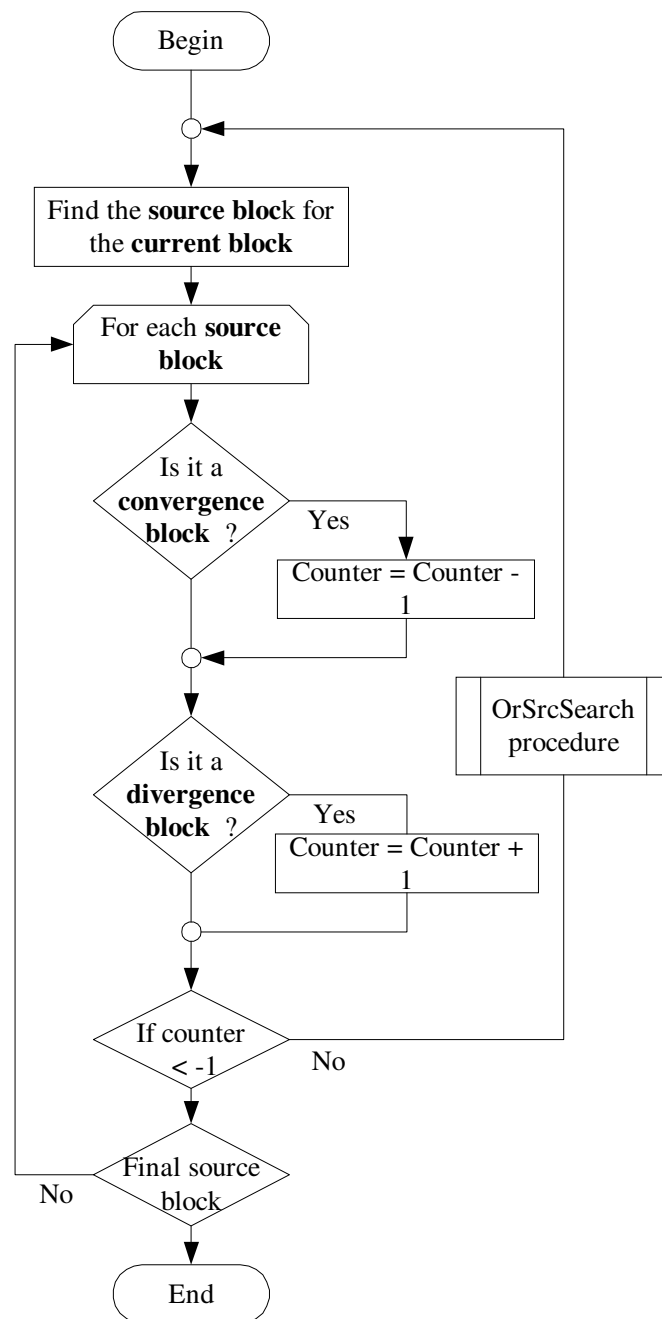 Begin
Find the source block for
the current block
For each source
block
Is it a
convergence
block ?
Yes
Counter = Counter -
1
OrSrcSearch
procedure
Is it a
divergence
block ?
Yes
Counter = Counter +
1
If counter
< -1
No
Final source
block
No
End